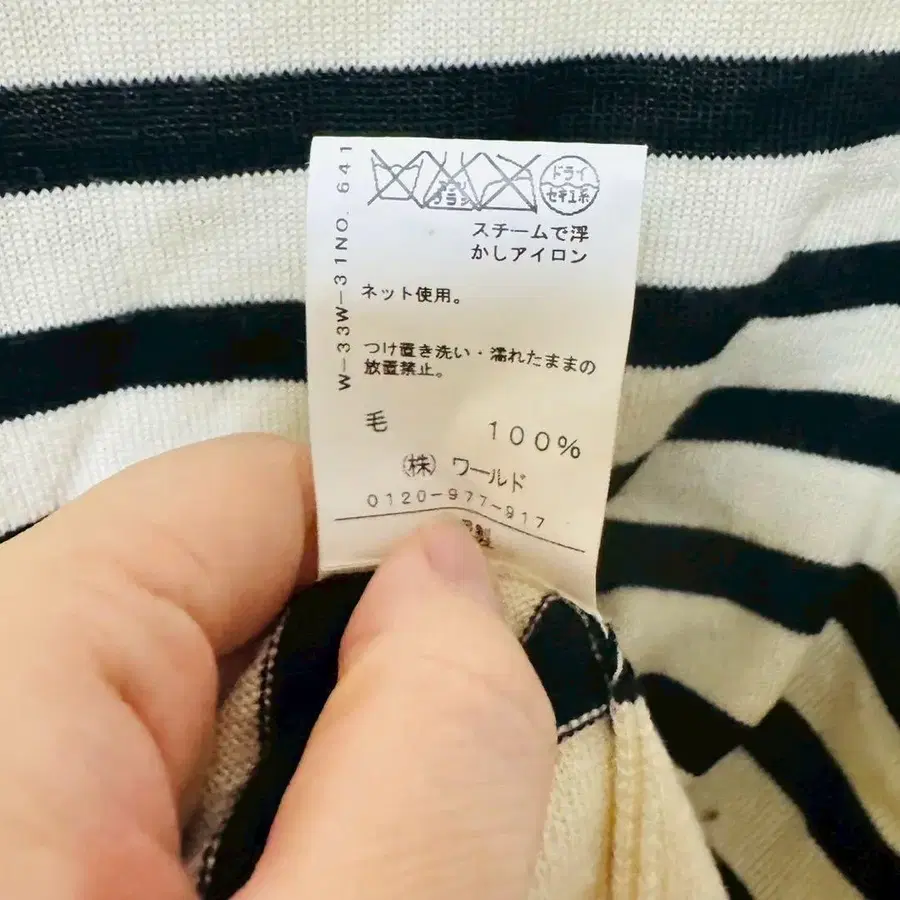 W-33W-31NO. 641
ドライ
セキユ系
スチームで浮
かしアイロン
ネット使用。
つけ置き洗い・濡れたままの
放置禁止。
毛 100%
(株) ワールド
0120-977-917
製